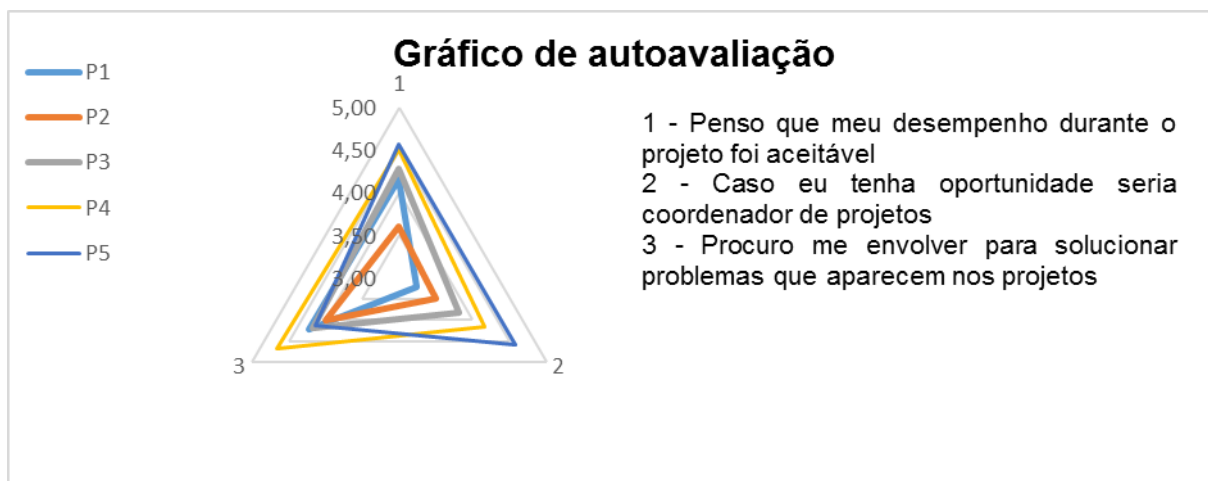 Gráfico de autoavaliação
P1
P2
P3
P4
P5
1
5,00
4,50
4,00
3,50
3,00
3
2
1 - Penso que meu desempenho durante o
projeto foi aceitável
2 - Caso eu tenha oportunidade seria
coordenador de projetos
3 - Procuro me envolver para solucionar
problemas que aparecem nos projetos